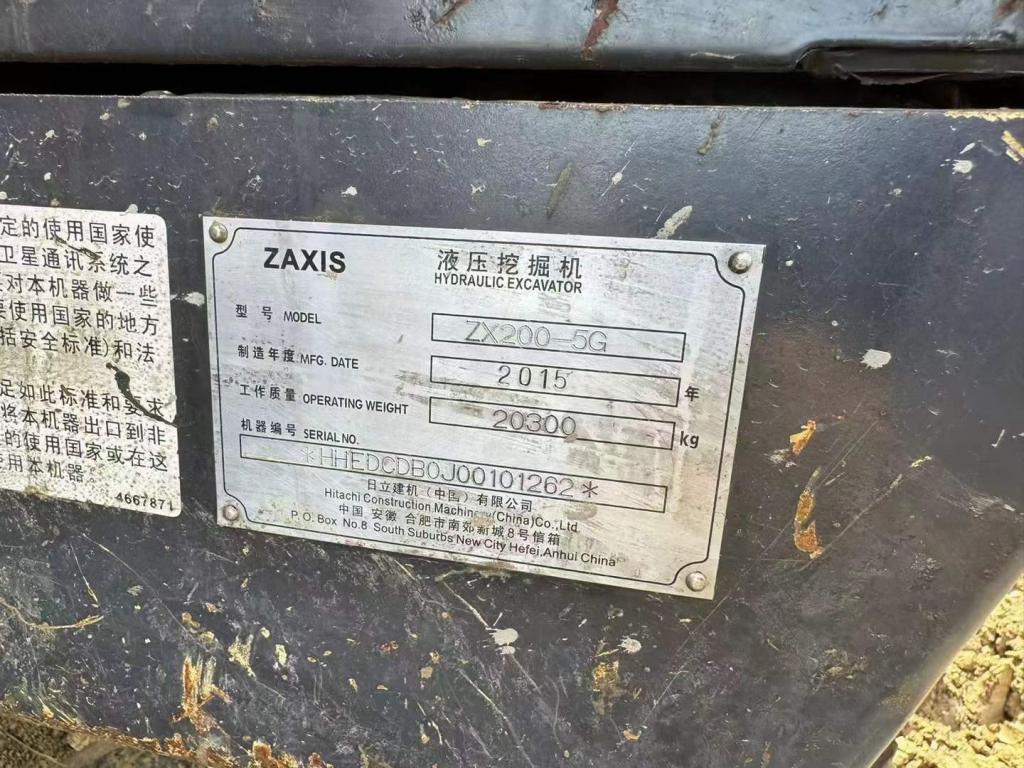 定的使用国家使
卫星通讯系统之
对本机器做一些
使用国家的地方
括安全标准)和法
足如此标准和要求
将本机器出口到非
的使用国家或在这
使用本机器。
4667871
ZAXIS
液压挖掘机
HYDRAULIC EXCAVATOR
型号 MODEL ZX200-5G
制造年度 MFG. DATE 2015 年
工作质量 OPERATING WEIGHT 20300 kg
机器编号 SERIAL NO.
*HHEDCDB0J00101262*
日立建机(中国)有限公司
Hitachi Construction Machinery(China)Co.,Ltd
中国 安徽 合肥市南郊新城8号信箱
P.O.Box No.8 South Suburbs New City Hefei,Anhui China